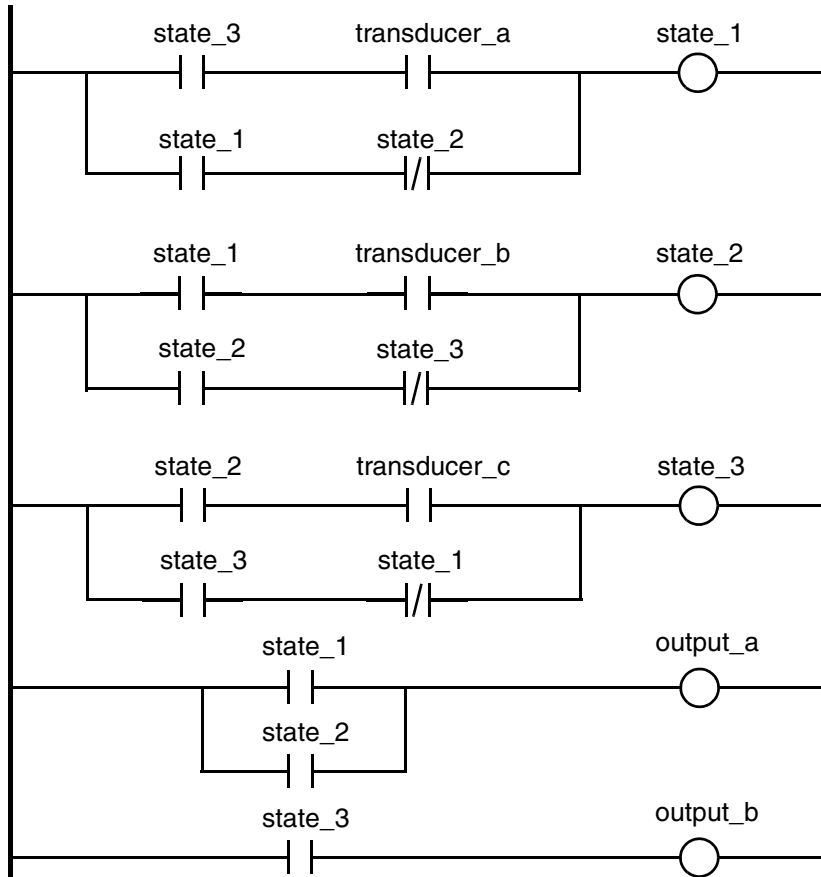 state_3 transducer_a state_1
state_1 state_2
state_1 transducer_b state_2
state_2 state_3
state_2 transducer_c state_3
state_3 state_1
state_1 output_a
state_2
state_3 output_b